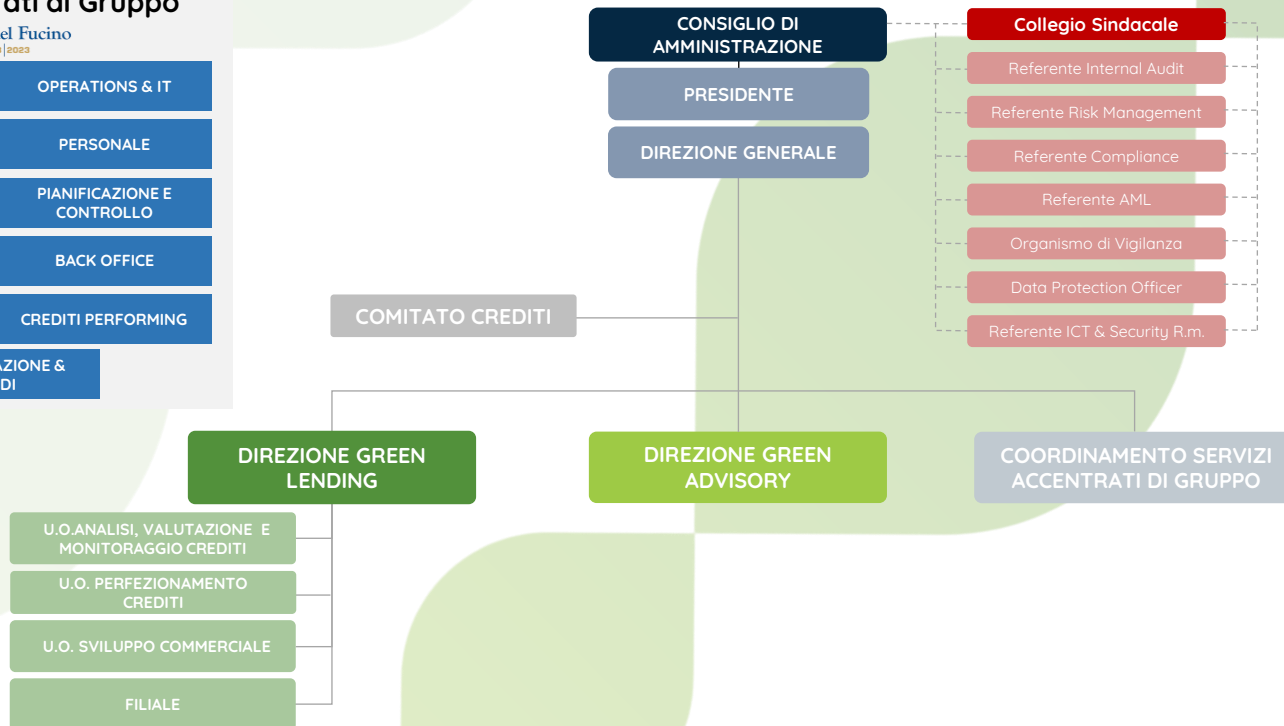 ati di Gruppo
el Fucino
2023
OPERATIONS & IT
PERSONALE
PIANIFICAZIONE E
CONTROLLO
BACK OFFICE
CREDITI PERFORMING
AZIONE &
DI
CONSIGLIO DI
AMMINISTRAZIONE
PRESIDENTE
DIREZIONE GENERALE
Collegio Sindacale
Referente Internal Audit
Referente Risk Management
Referente Compliance
Referente AML
Organismo di Vigilanza
Data Protection Officer
Referente ICT & Security R.m.
COMITATO CREDITI
DIREZIONE GREEN
LENDING
DIREZIONE GREEN
ADVISORY
COORDINAMENTO SERVIZI
ACCENTRATI DI GRUPPO
U.O.ANALISI, VALUTAZIONE E
MONITORAGGIO CREDITI
U.O. PERFEZIONAMENTO
CREDITI
U.O. SVILUPPO COMMERCIALE
FILIALE